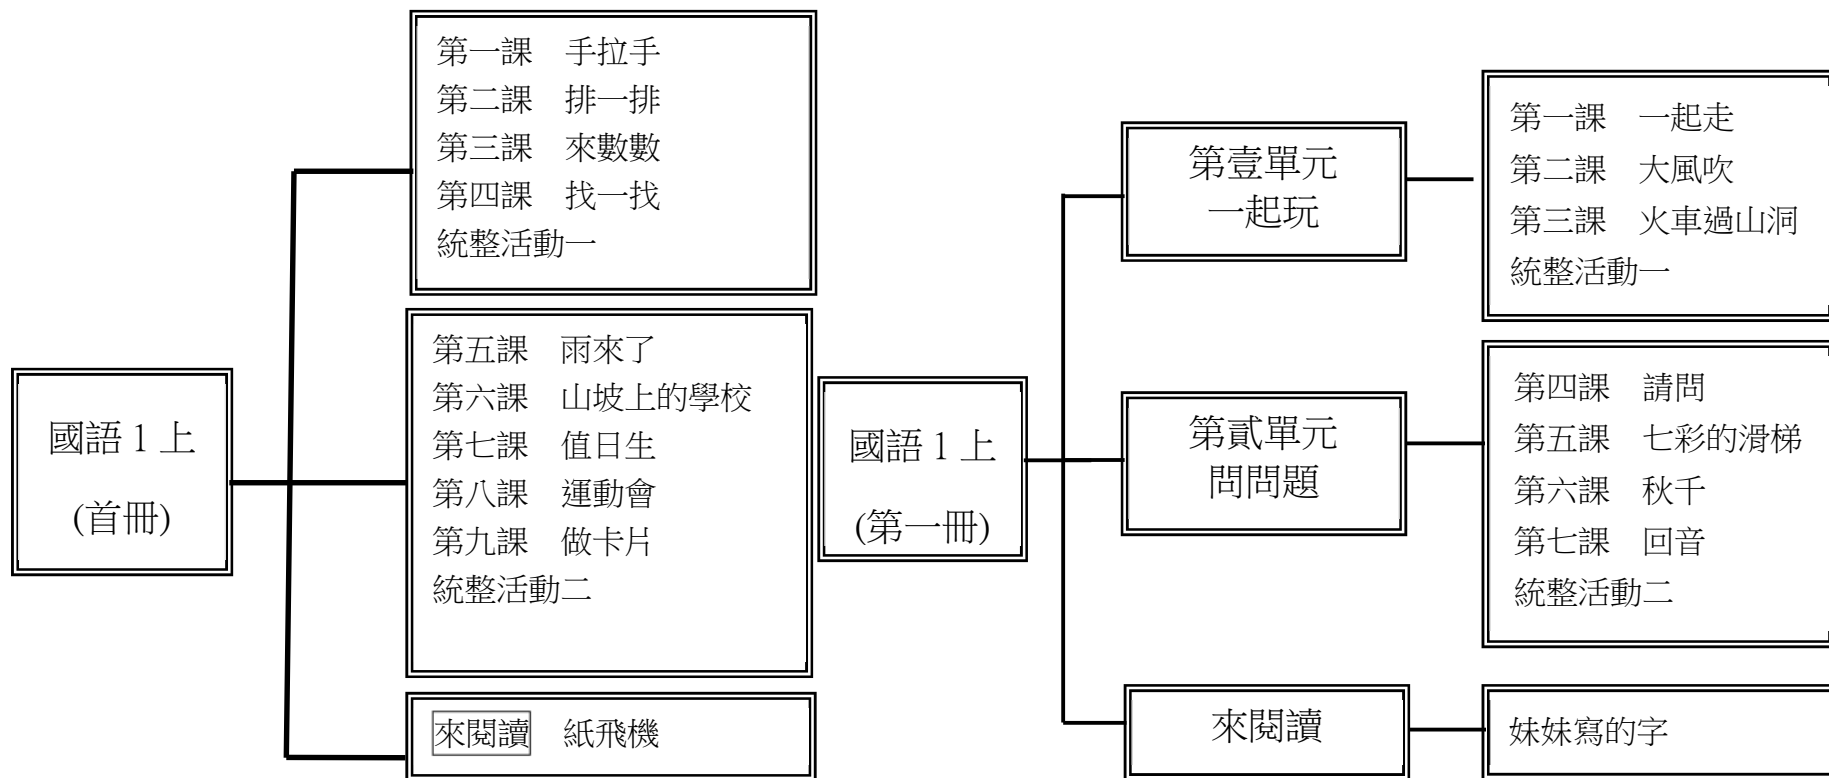 國語 1 上
(首冊)
第一課 手拉手
第二課 排一排
第三課 來數數
第四課 找一找
統整活動一
第五課 雨來了
第六課 山坡上的學校
第七課 值日生
第八課 運動會
第九課 做卡片
統整活動二
來閱讀 紙飛機
國語 1 上
(第一冊)
第壹單元
一起玩
第一課 一起走
第二課 大風吹
第三課 火車過山洞
統整活動一
第貳單元
問問題
第四課 請問
第五課 七彩的滑梯
第六課 秋千
第七課 回音
統整活動二
來閱讀
妹妹寫的字